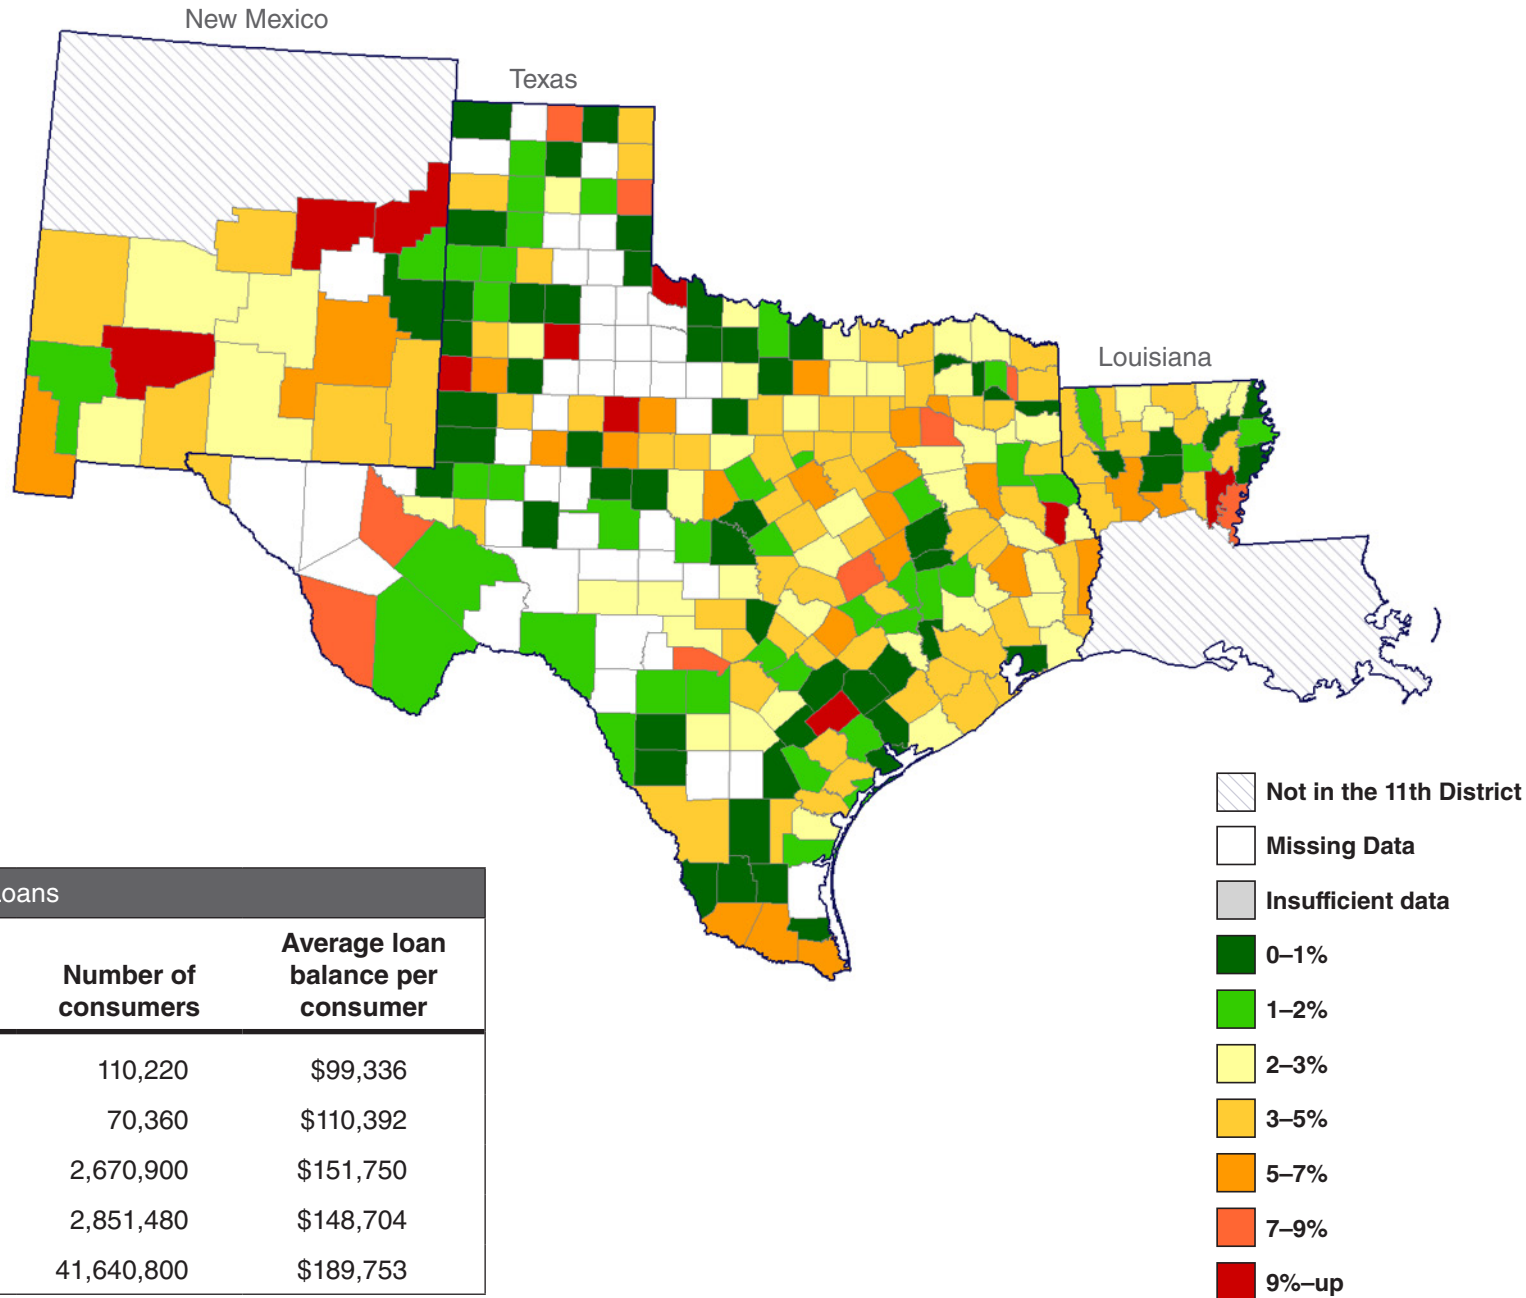 New Mexico
Texas
Louisiana
Not in the 11th District
Missing Data
Insufficient data
0–1%
1–2%
2–3%
3–5%
5–7%
7–9%
9%–up
Number of consumers
Average loan balance per consumer
110,220 $99,336
70,360 $110,392
2,670,900 $151,750
2,851,480 $148,704
41,640,800 $189,753